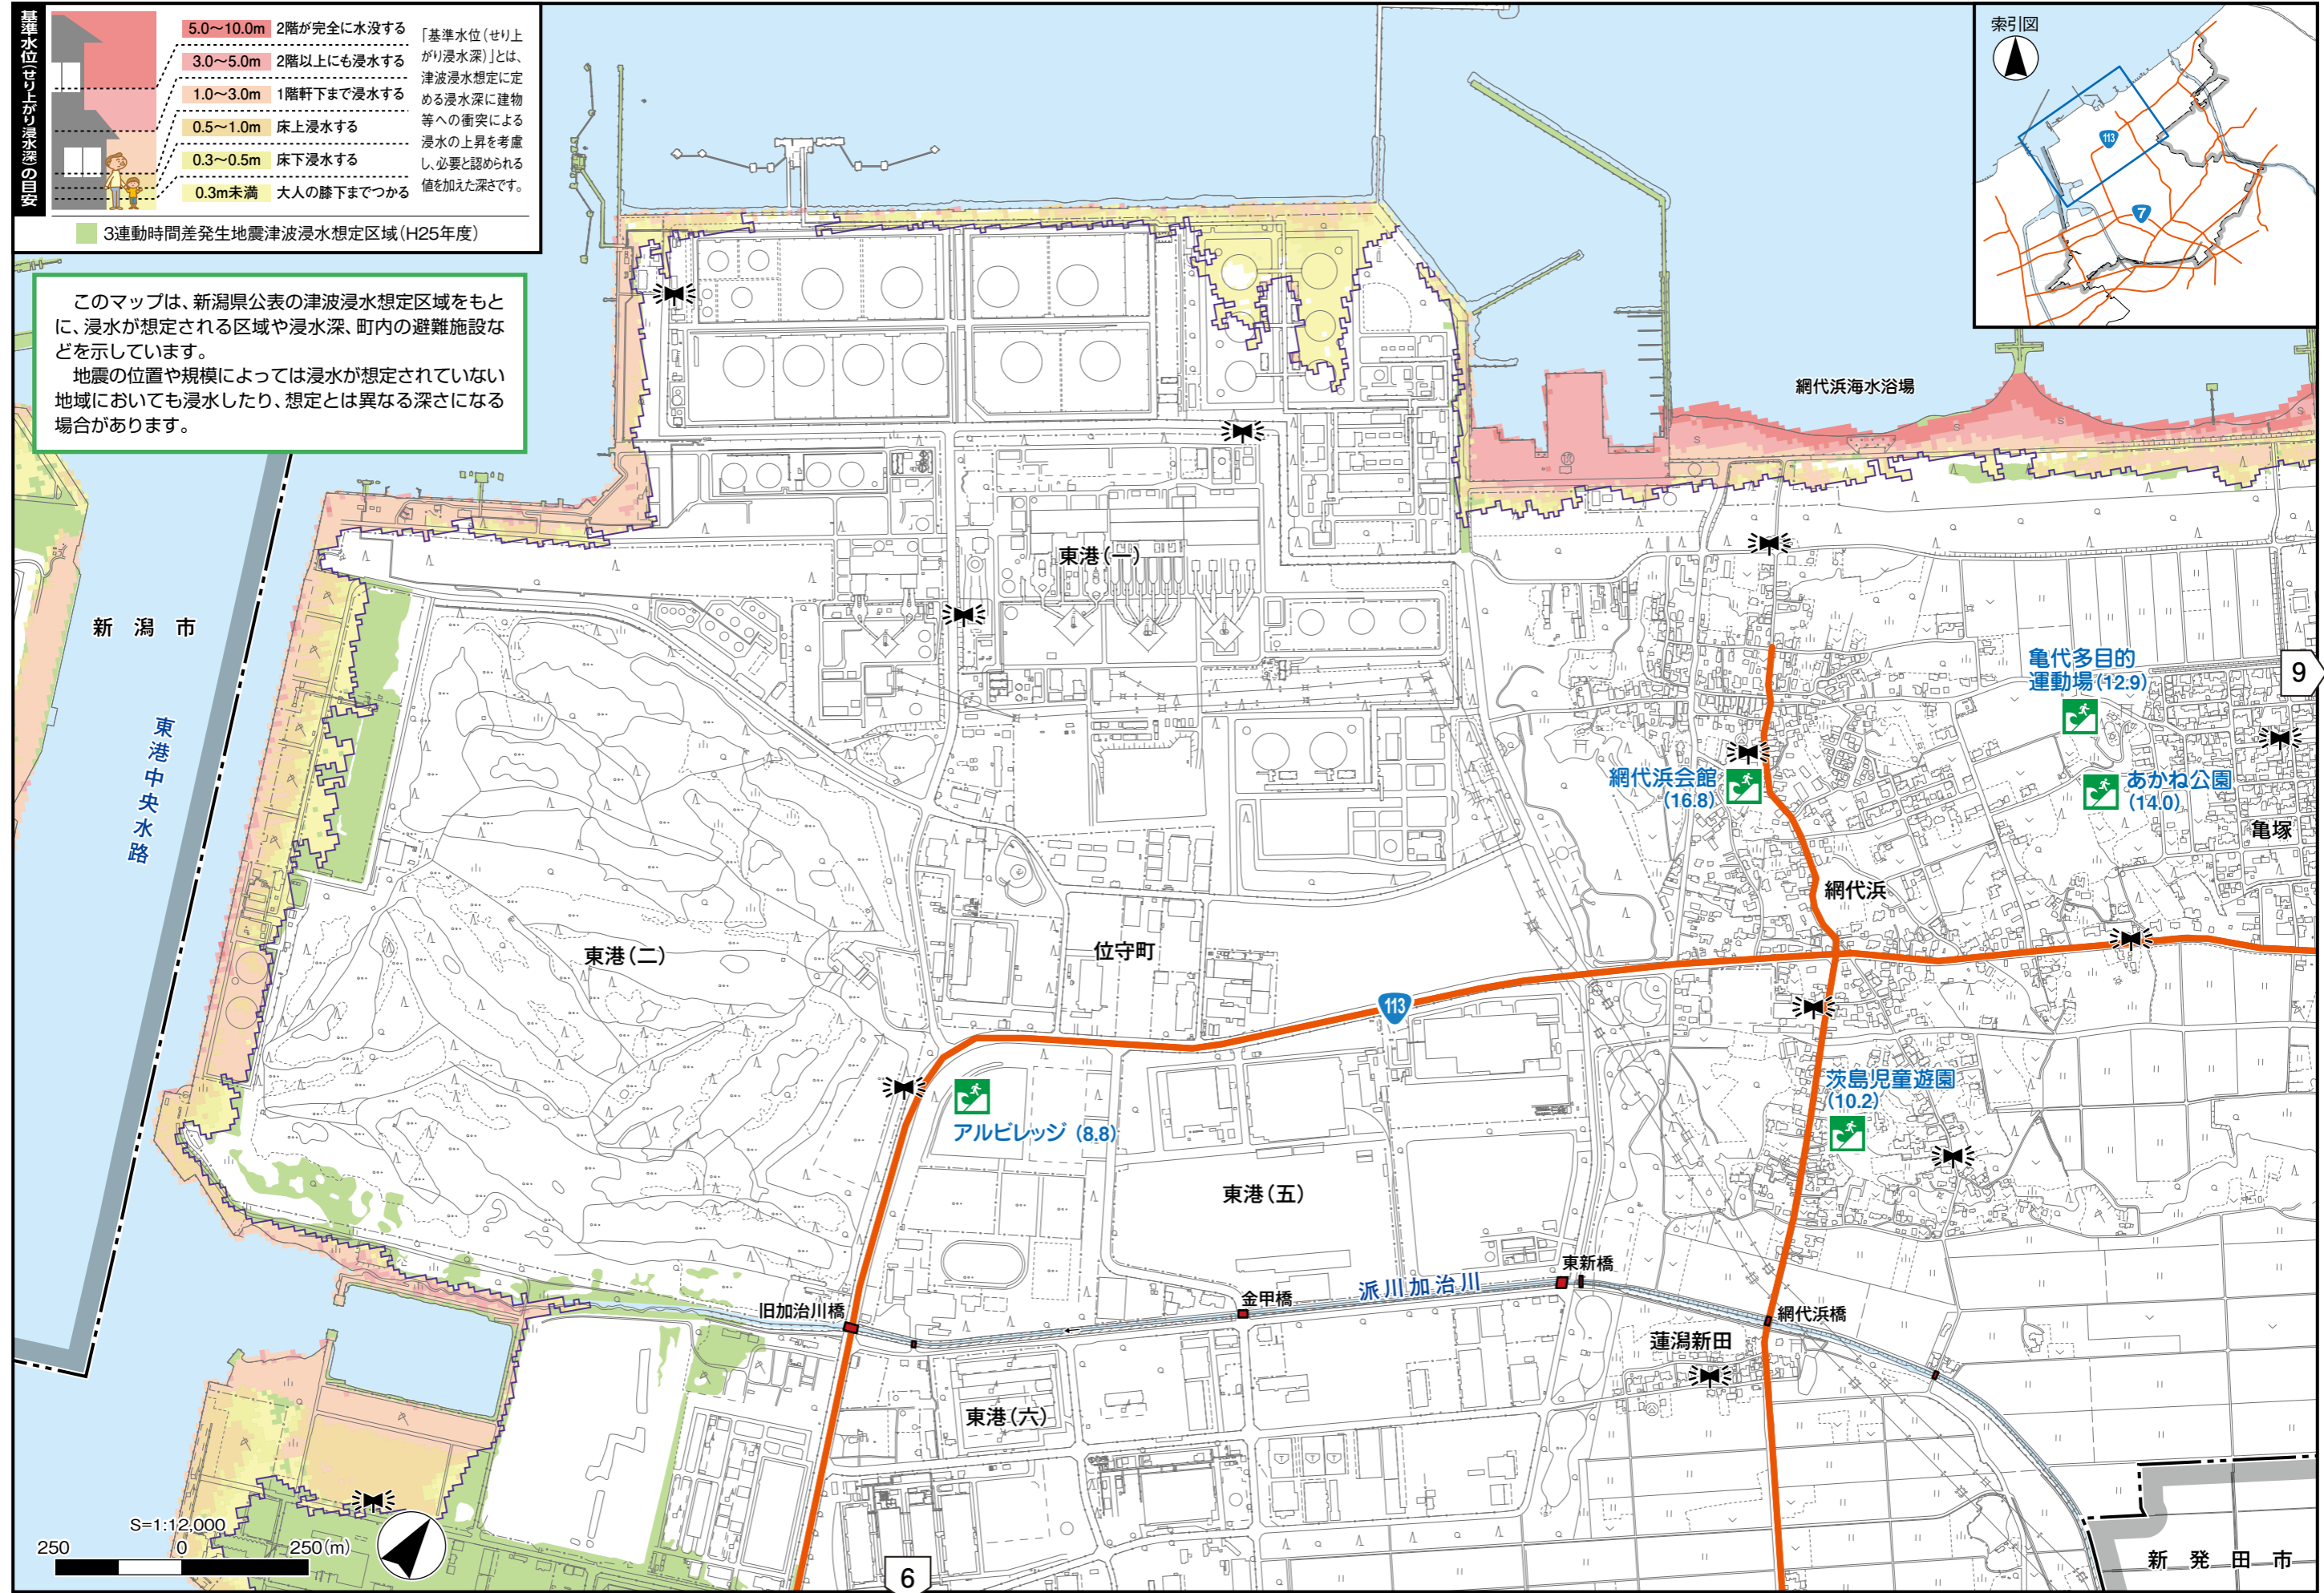 基準水位(せり上がり浸水深)の目安
5.0～10.0m 2階が完全に水没する
3.0～5.0m 2階以上にも浸水する
1.0～3.0m 1階軒下まで浸水する
0.5～1.0m 床上浸水する
0.3～0.5m 床下浸水する
0.3m未満 大人の膝下までつかる
「基準水位(せり上
がり浸水深)」とは、
津波浸水想定に定
める浸水深に建物
等への衝突による
浸水の上昇を考慮
し、必要と認められる
値を加えた深さです。
3連動時間差発生地震津波浸水想定区域(H25年度)
このマップは、新潟県公表の津波浸水想定区域をもと
に、浸水が想定される区域や浸水深、町内の避難施設な
どを示しています。
地震の位置や規模によっては浸水が想定されていない
地域においても浸水したり、想定とは異なる深さになる
場合があります。
索引図
113
7
網代浜海水浴場
東港(一)
新潟市
東港中央水路
亀代多目的
運動場(12.9)
9
網代浜会館
(16.8)
あかね公園
(14.0)
亀塚
網代浜
東港(二)
位守町
113
アルビレッジ(8.8)
茨島児童遊園
(10.2)
東港(五)
東新橋
派川加治川
金甲橋
旧加治川橋
網代浜橋
蓮潟新田
東港(六)
S=1:12,000
250 0 250(m)
6
新発田市